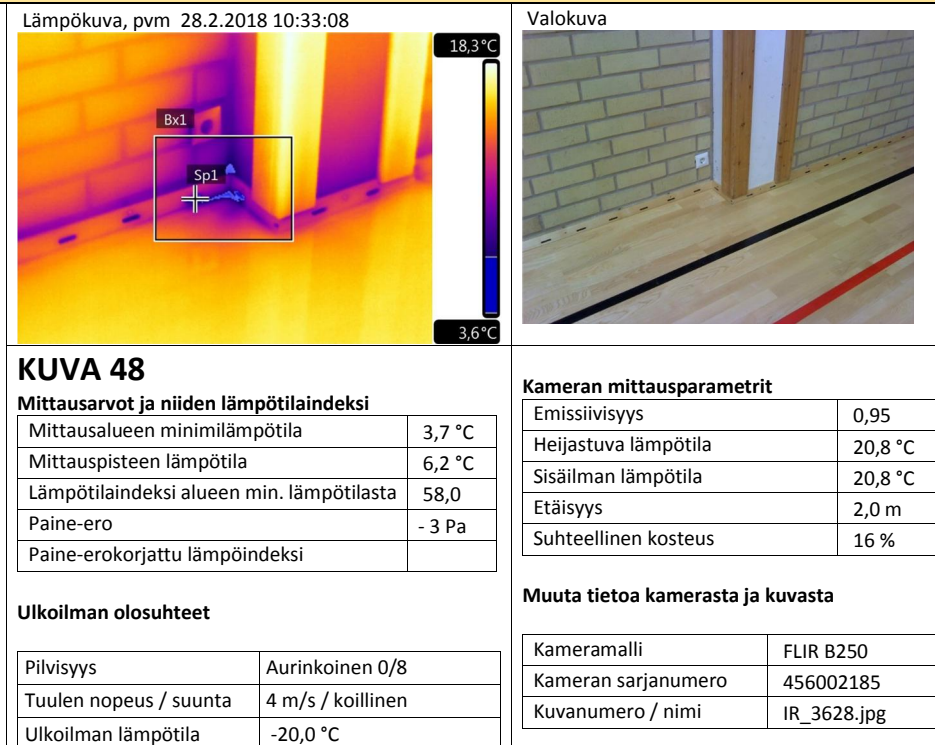 Lämpökuva, pvm 28.2.2018 10:33:08
18,3°C
Bx1
Sp1
3,6°C
Valokuva
KUVA 48
Mittausarvot ja niiden lämpötilaindeksi
Mittausalueen minimilämpötila 3,7 °C
Mittauspisteen lämpötila 6,2 °C
Lämpötilaindeksi alueen min. lämpötilasta 58,0
Paine-ero - 3 Pa
Paine-erokorjattu lämpöindeksi
Ulkoilman olosuhteet
Pilvisyys Aurinkoinen 0/8
Tuulen nopeus / suunta 4 m/s / koillinen
Ulkoilman lämpötila -20,0 °C
Kameran mittausparametrit
Emissiivisyys 0,95
Heijastuva lämpötila 20,8 °C
Sisäilman lämpötila 20,8 °C
Etäisyys 2,0 m
Suhteellinen kosteus 16 %
Muuta tietoa kamerasta ja kuvasta
Kameramalli FLIR B250
Kameran sarjanumero 456002185
Kuvanumero / nimi IR_3628.jpg